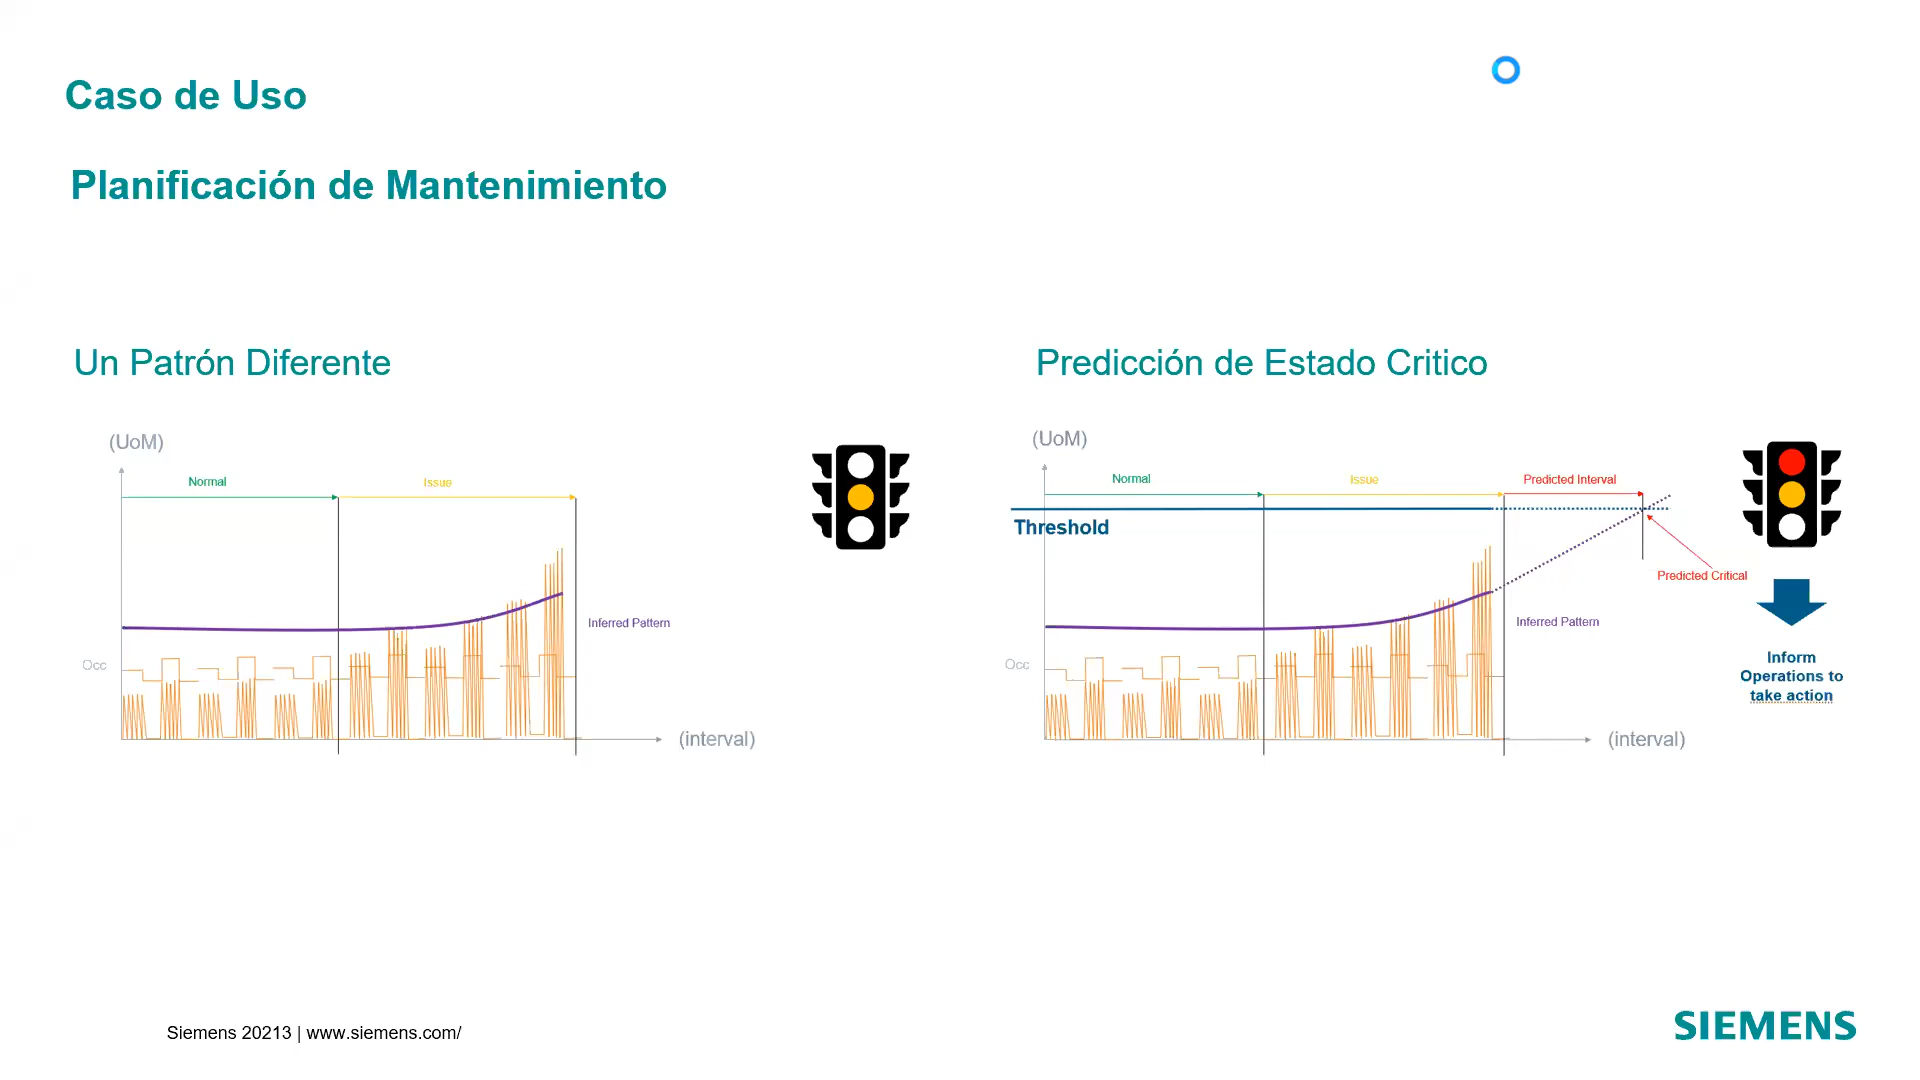 Caso de Uso
Planificación de Mantenimiento
Un Patrón Diferente
(UoM)
Normal
Issue
Inferred Pattern
Occ
(interval)
Predicción de Estado Critico
(UoM)
Normal
Issue
Predicted Interval
Threshold
Predicted Critical
Inferred Pattern
Occ
Inform
Operations to
take action
(interval)
Siemens 20213 | www.siemens.com/
SIEMENS